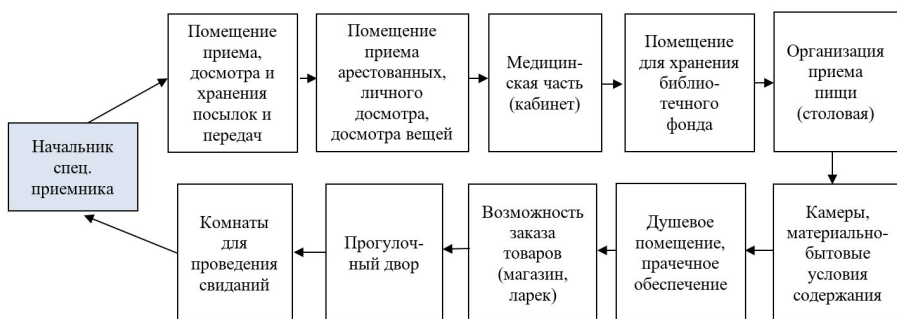 Помещение
приема,
досмотра и
хранения
посылок и
передач
Помещение
приема
арестованных,
личного
досмотра,
досмотра вещей
Медицин-
ская часть
(кабинет)
Помещение
для хранения
библио-
течного
фонда
Организация
приема
пищи
(столовая)
Начальник
спец.
приемника
Комнаты
для
проведения
свиданий
Прогулоч-
ный двор
Возможность
заказа
товаров
(магазин,
ларек)
Душевое
помещение,
прачечное
обеспечение
Камеры,
материально-
бытовые
условия
содержания